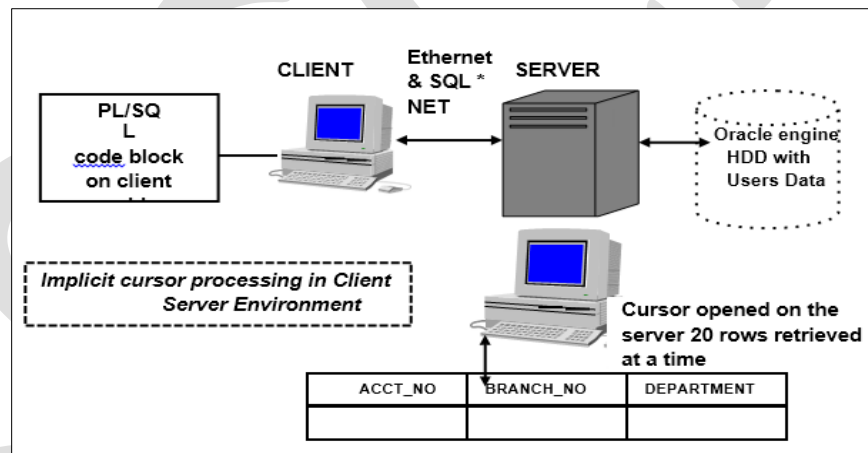 CLIENT
Ethernet
& SQL *
NET
SERVER
PL/SQ
L
code block
on client
Oracle engine
HDD with
Users Data
Implicit cursor processing in Client
Server Environment
Cursor opened on the
server 20 rows retrieved
at a time
ACCT_NO BRANCH_NO DEPARTMENT